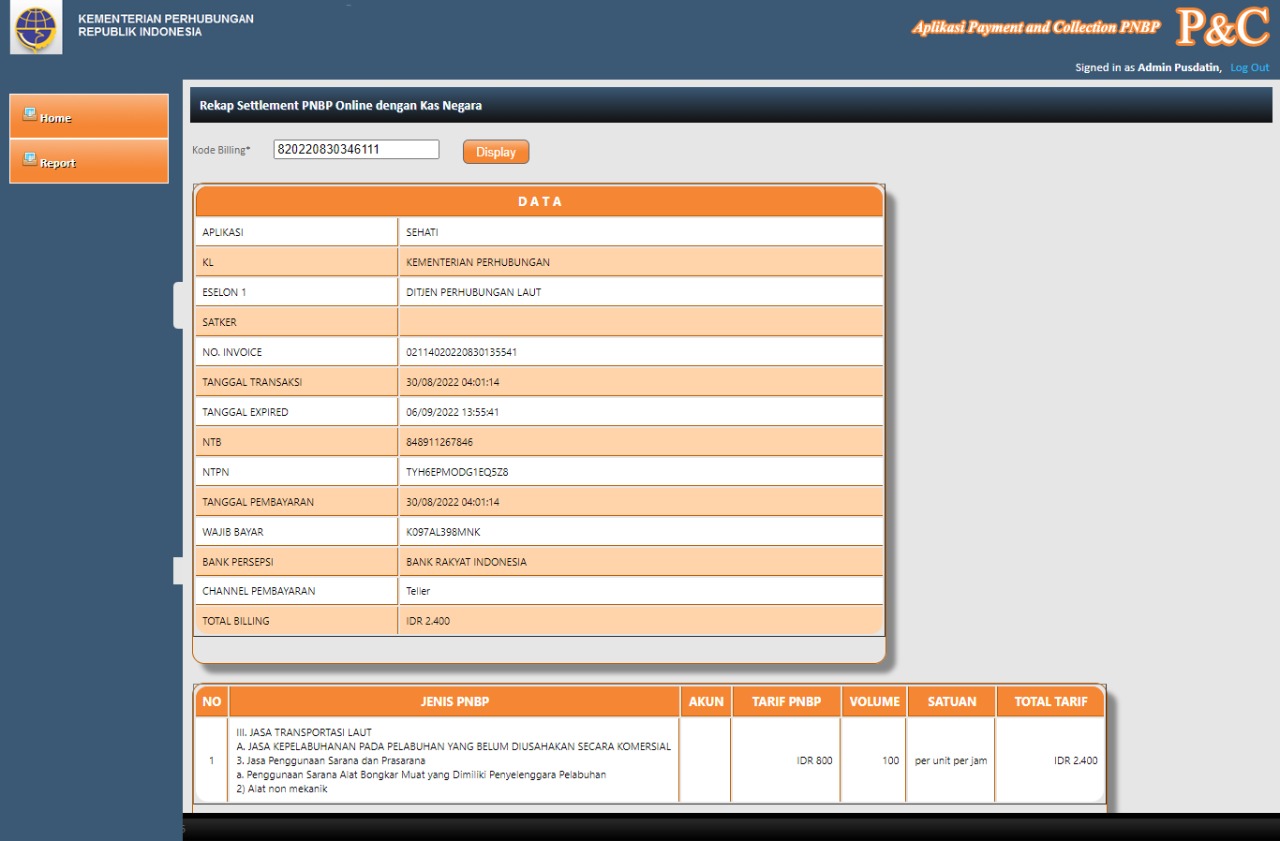 KEMENTERIAN PERHUBUNGAN
REPUBLIK INDONESIA
Aplikasi Payment and Collection PNBP P&C
Signed in as Admin Pusdatin, Log Out
Home
Report
Rekap Settlement PNBP Online dengan Kas Negara
Kode Billing* 820220830346111 Display
D A T A
APLIKASI SEHATI
KL KEMENTERIAN PERHUBUNGAN
ESELON 1 DITJEN PERHUBUNGAN LAUT
SATKER
NO. INVOICE 02114020220830135541
TANGGAL TRANSAKSI 30/08/2022 04:01:14
TANGGAL EXPIRED 06/09/2022 13:55:41
NTB 848911267846
NTPN TYH6EPMODG1EQ5Z8
TANGGAL PEMBAYARAN 30/08/2022 04:01:14
WAJIB BAYAR K097AL398MNK
BANK PERSEPSI BANK RAKYAT INDONESIA
CHANNEL PEMBAYARAN Teller
TOTAL BILLING IDR 2.400
NO JENIS PNBP AKUN TARIF PNBP VOLUME SATUAN TOTAL TARIF
III. JASA TRANSPORTASI LAUT
A. JASA KEPELABUHANAN PADA PELABUHAN YANG BELUM DIUSAHAKAN SECARA KOMERSIAL
1 3. Jasa Penggunaan Sarana dan Prasarana IDR 800 100 per unit per jam IDR 2.400
a. Penggunaan Sarana Alat Bongkar Muat yang Dimiliki Penyelenggara Pelabuhan
2) Alat non mekanik